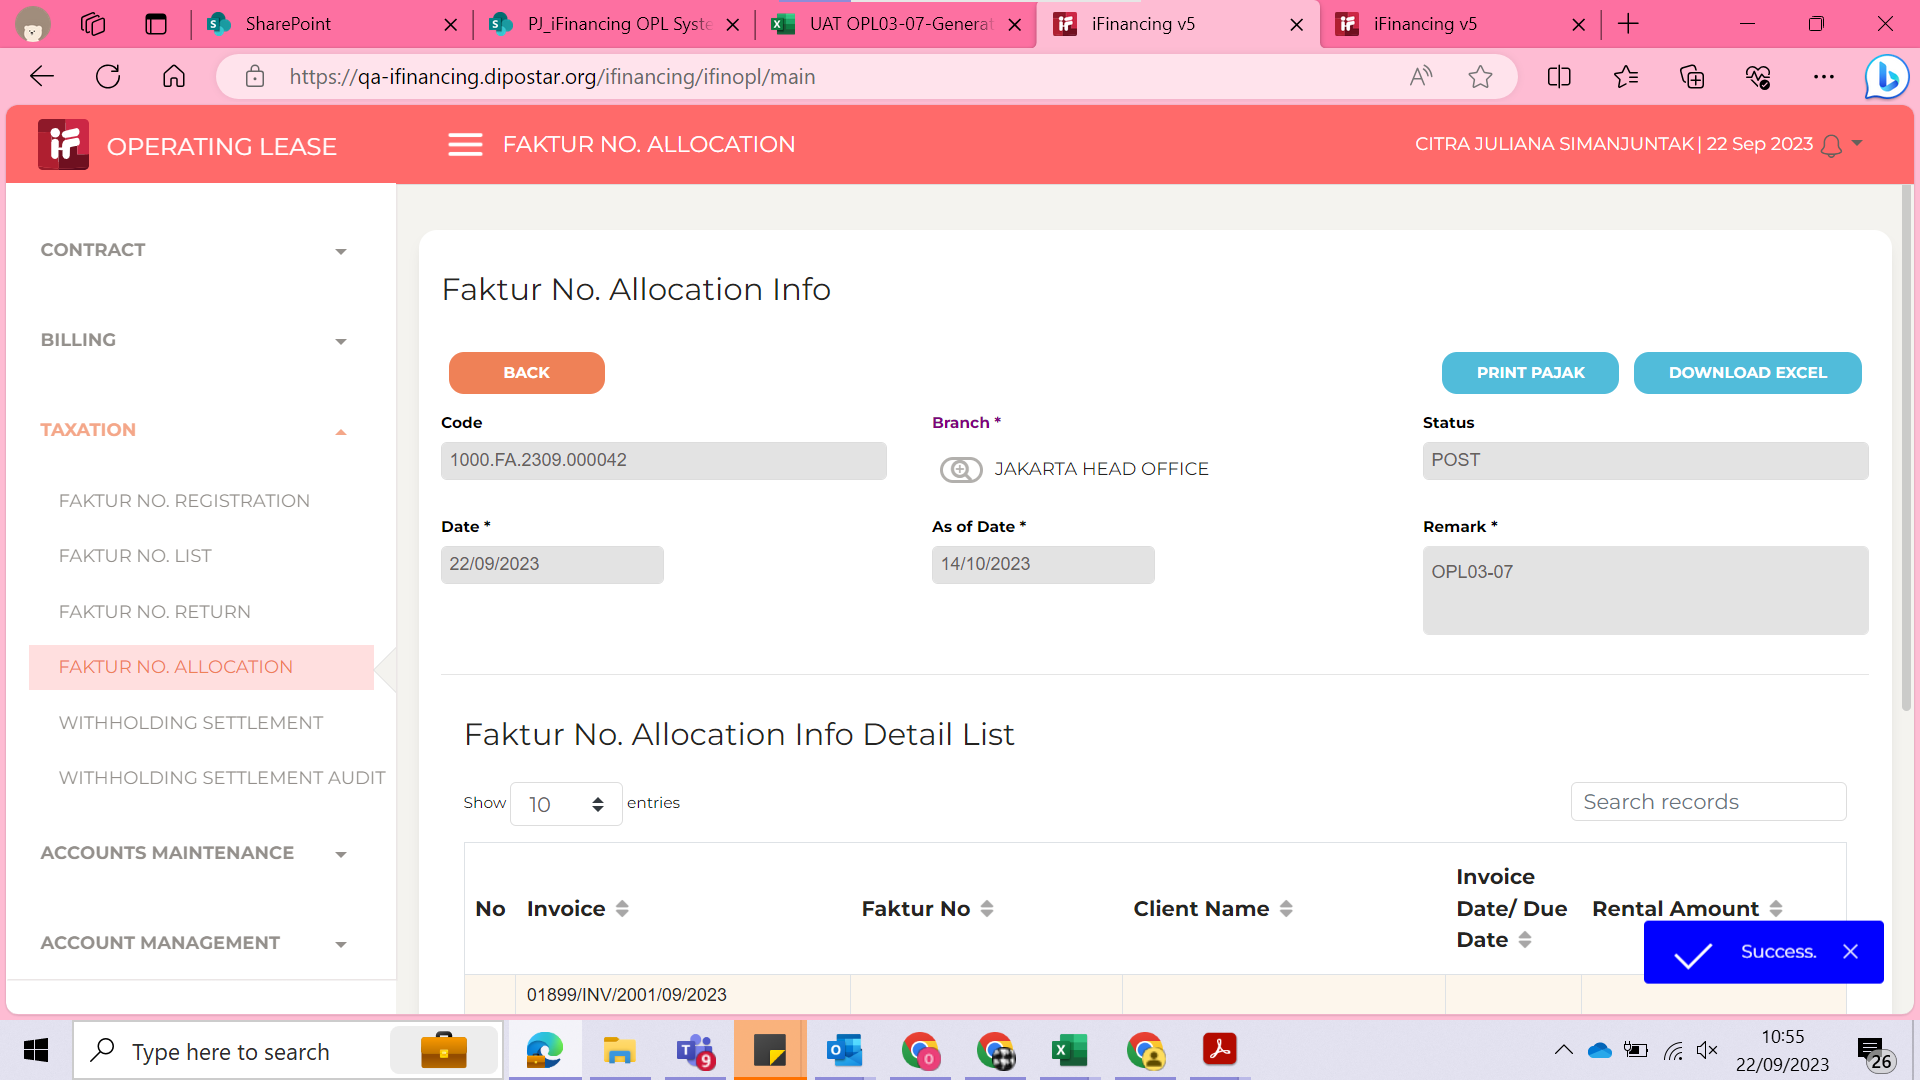 SharePoint
PJ_iFinancing OPL Syste
UAT OPL03-07-Generat
iFinancing v5
iFinancing v5
https://qa-ifinancing.dipostar.org/ifinancing/ifinopl/main
iF OPERATING LEASE
FAKTUR NO. ALLOCATION
CITRA JULIANA SIMANJUNTAK | 22 Sep 2023
CONTRACT
BILLING
TAXATION
FAKTUR NO. REGISTRATION
FAKTUR NO. LIST
FAKTUR NO. RETURN
FAKTUR NO. ALLOCATION
WITHHOLDING SETTLEMENT
WITHHOLDING SETTLEMENT AUDIT
ACCOUNTS MAINTENANCE
ACCOUNT MANAGEMENT
Faktur No. Allocation Info
BACK
PRINT PAJAK
DOWNLOAD EXCEL
Code
1000.FA.2309.000042
Branch *
JAKARTA HEAD OFFICE
Status
POST
Date *
22/09/2023
As of Date *
14/10/2023
Remark *
OPL03-07
Faktur No. Allocation Info Detail List
Show 10 entries
Search records
No
Invoice
Faktur No
Client Name
Invoice
Date/ Due
Date
Rental Amount
01899/INV/2001/09/2023
Success.
Type here to search
9
10:55
22/09/2023
26